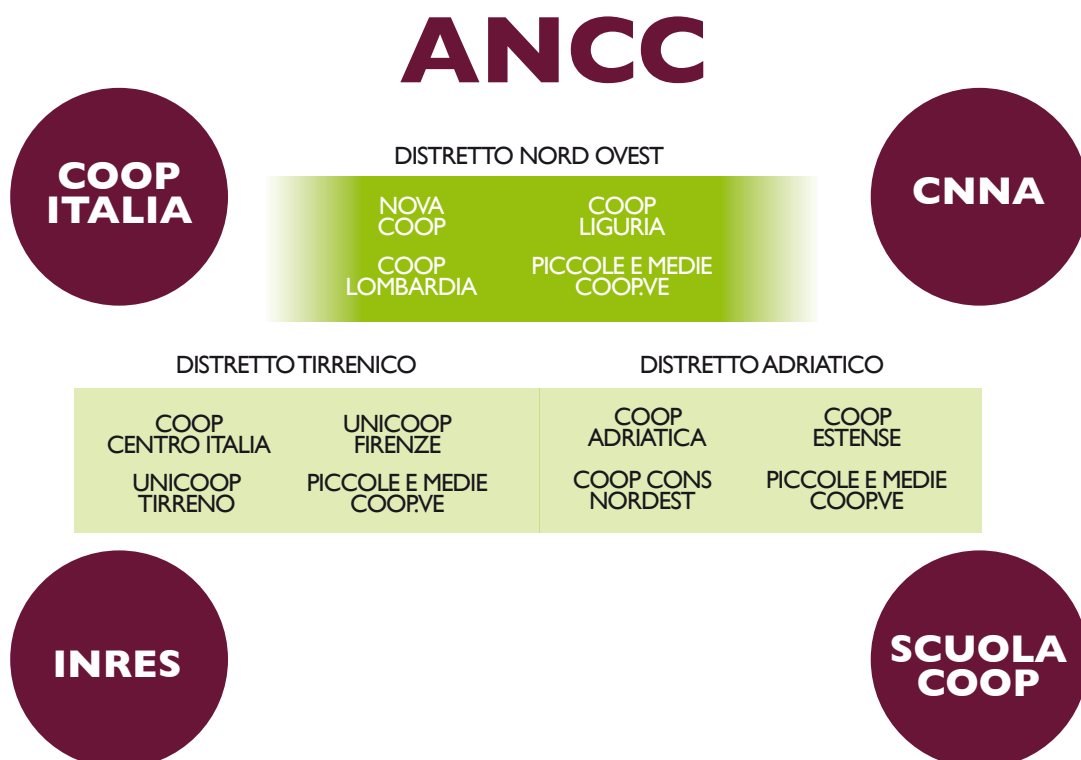 ANCC
COOP
ITALIA
CNNA
DISTRETTO NORD OVEST
NOVA
COOP
COOP
LIGURIA
COOP
LOMBARDIA
PICCOLE E MEDIE
COOP.VE
DISTRETTO TIRRENICO
COOP
CENTRO ITALIA
UNICOOP
FIRENZE
UNICOOP
TIRRENO
PICCOLE E MEDIE
COOP.VE
DISTRETTO ADRIATICO
COOP
ADRIATICA
COOP
ESTENSE
COOP CONS
NORDEST
PICCOLE E MEDIE
COOP.VE
INRES
SCUOLA
COOP